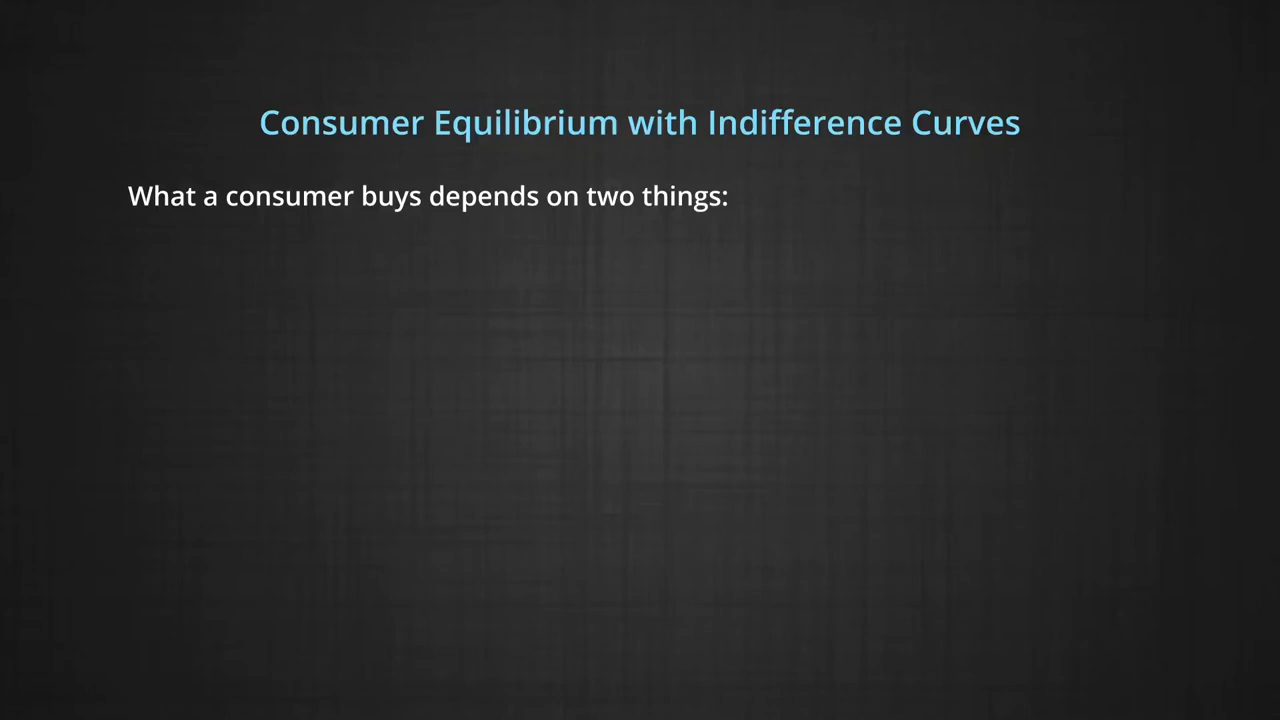 Consumer Equilibrium with Indifference Curves
What a consumer buys depends on two things: